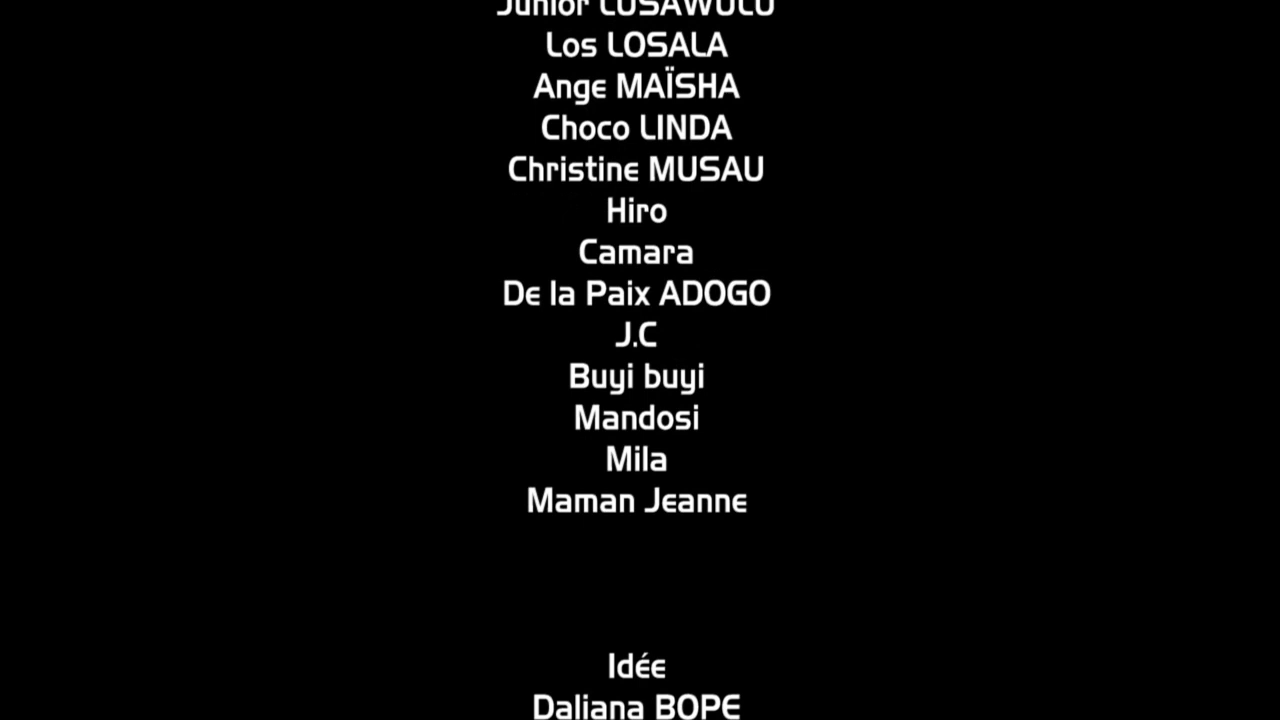 Junior
Los LOSALA
Ange MAÏSHA
Choco LINDA
Christine MUSAU
Hiro
Camara
De la Paix ADOGO
J.C
Buyi buyi
Mandosi
Mila
Maman Jeanne
Idée
Daliana BOPE